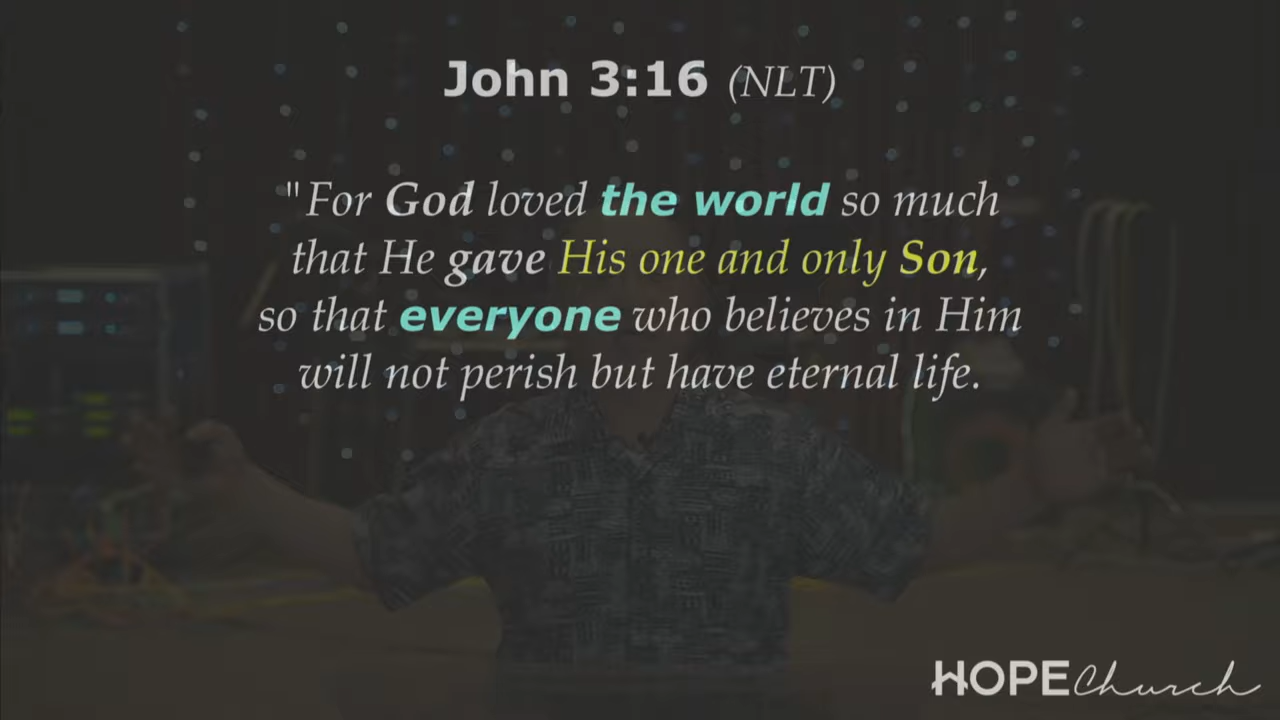 John 3:16 (NLT)
"For God loved the world so much
that He gave His one and only Son,
so that everyone who believes in Him
will not perish but have eternal life.
HOPE Church